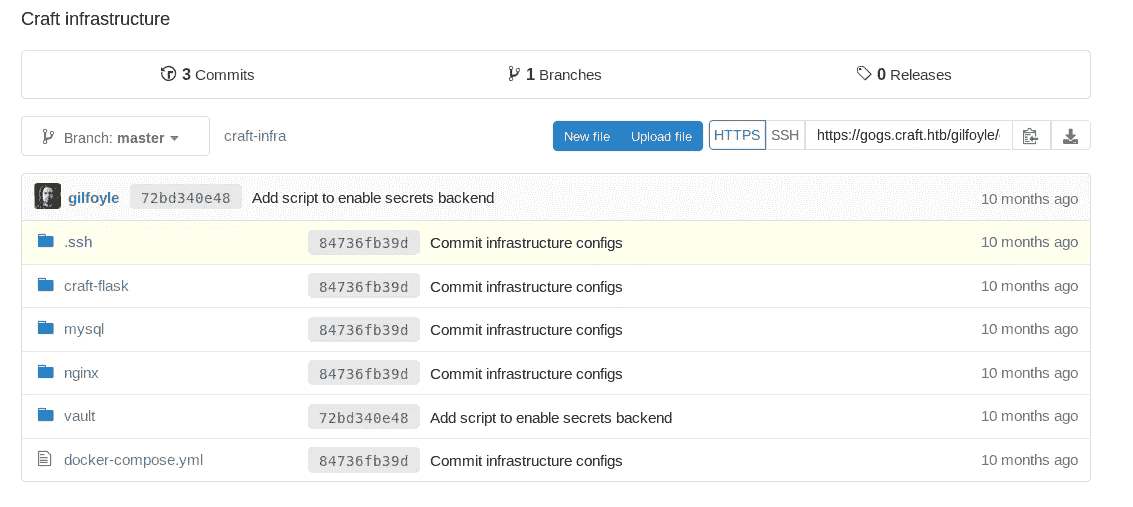 Craft infrastructure
3 Commits 1 Branches 0 Releases
Branch: master craft-infra New file Upload file HTTPS SSH https://gogs.craft.htb/gilfoyle/
gilfoyle 72bd340e48 Add script to enable secrets backend 10 months ago
.ssh 84736fb39d Commit infrastructure configs 10 months ago
craft-flask 84736fb39d Commit infrastructure configs 10 months ago
mysql 84736fb39d Commit infrastructure configs 10 months ago
nginx 84736fb39d Commit infrastructure configs 10 months ago
vault 72bd340e48 Add script to enable secrets backend 10 months ago
docker-compose.yml 84736fb39d Commit infrastructure configs 10 months ago